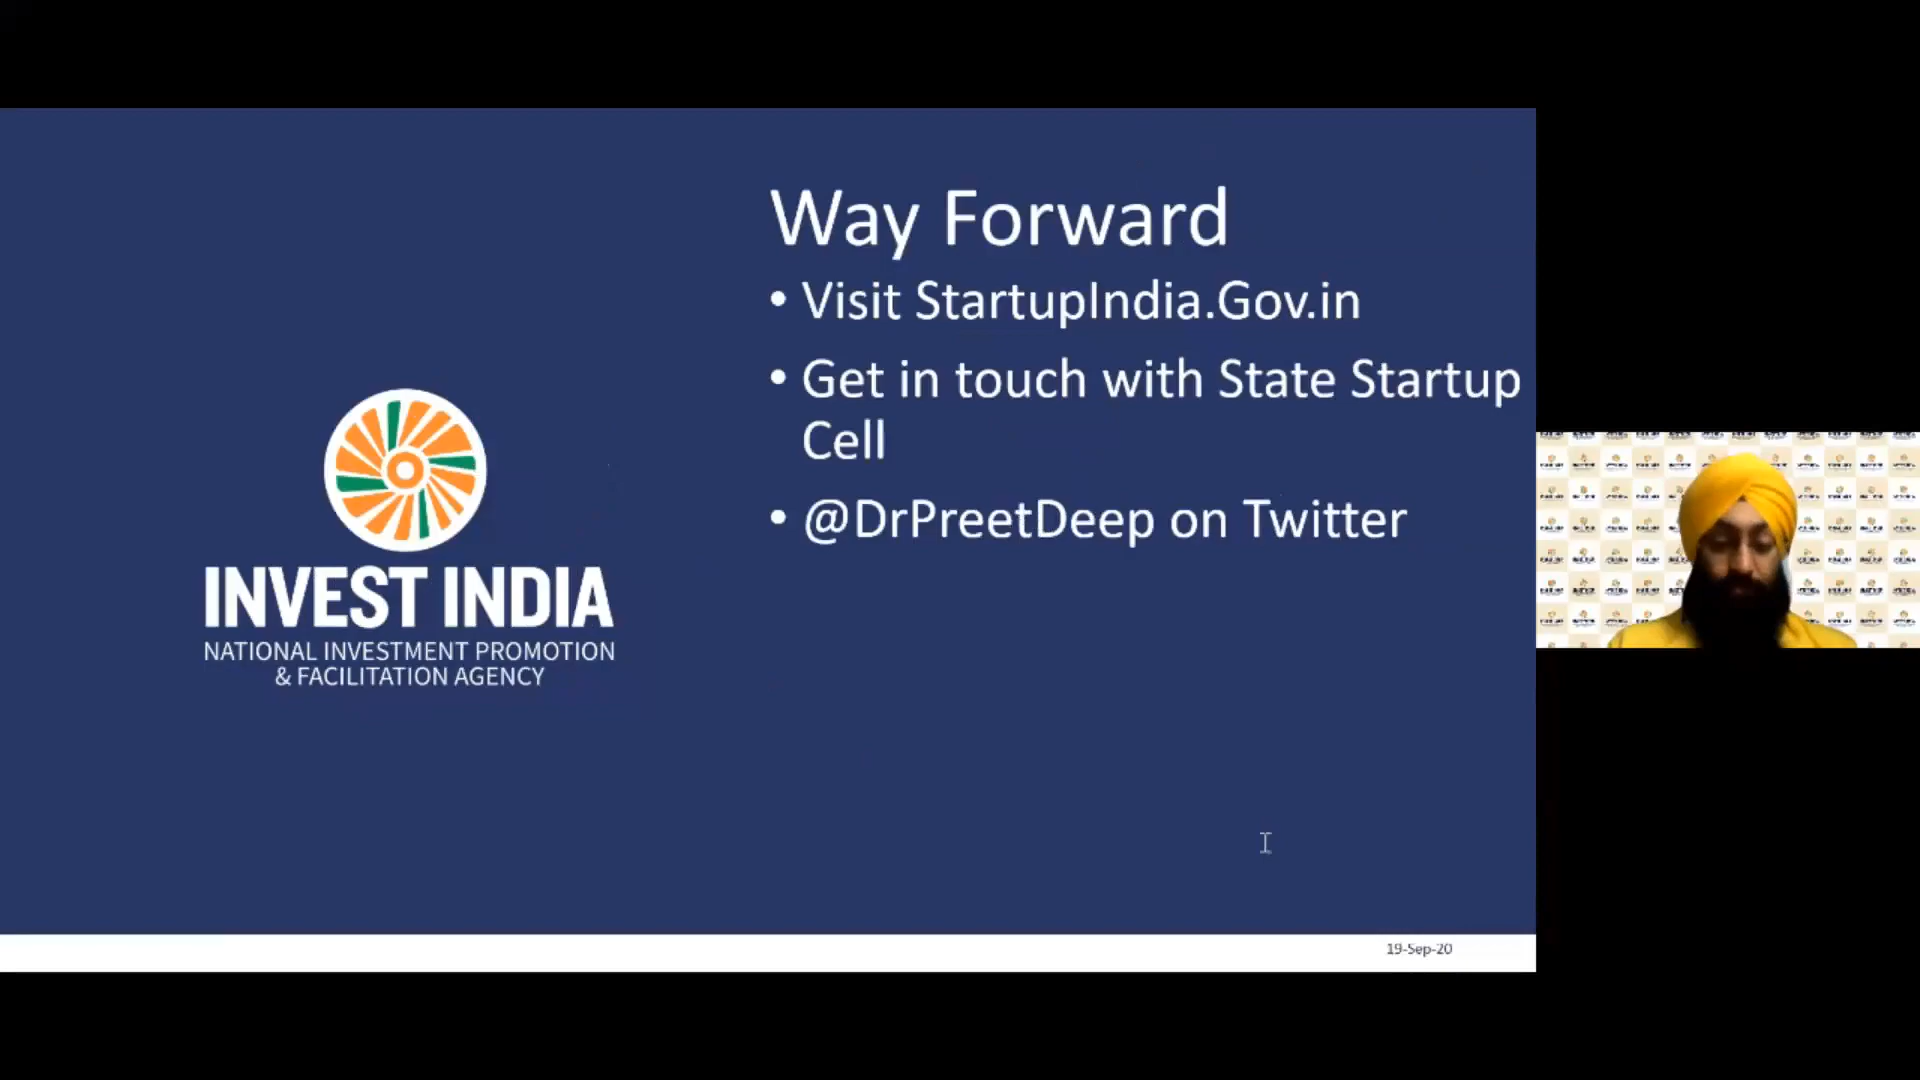 Way Forward
• Visit StartupIndia.Gov.in
• Get in touch with State Startup
Cell
• @DrPreetDeep on Twitter
INVEST INDIA
NATIONAL INVESTMENT PROMOTION
& FACILITATION AGENCY
19-Sep-20